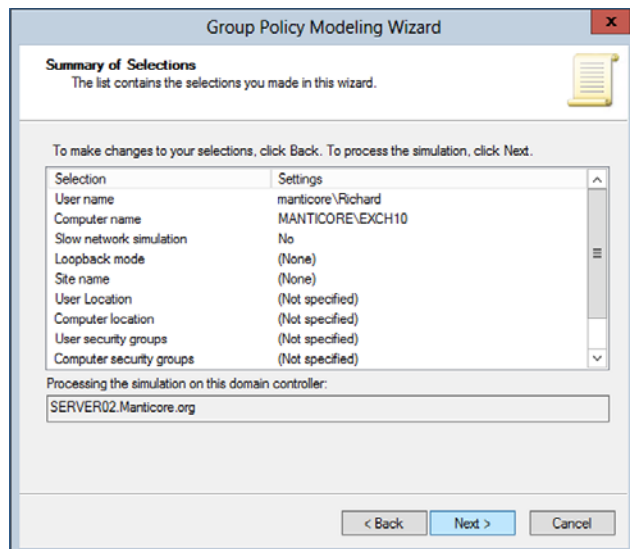 Group Policy Modeling Wizard
x
Summary of Selections
The list contains the selections you made in this wizard.
To make changes to your selections, click Back. To process the simulation, click Next.
Selection Settings
User name manticore\Richard
Computer name MANTICORE\EXCH10
Slow network simulation No
Loopback mode (None)
Site name (None)
User Location (Not specified)
Computer location (Not specified)
User security groups (Not specified)
Computer security groups (Not specified)
Processing the simulation on this domain controller:
SERVER02.Manticore.org
< Back Next > Cancel